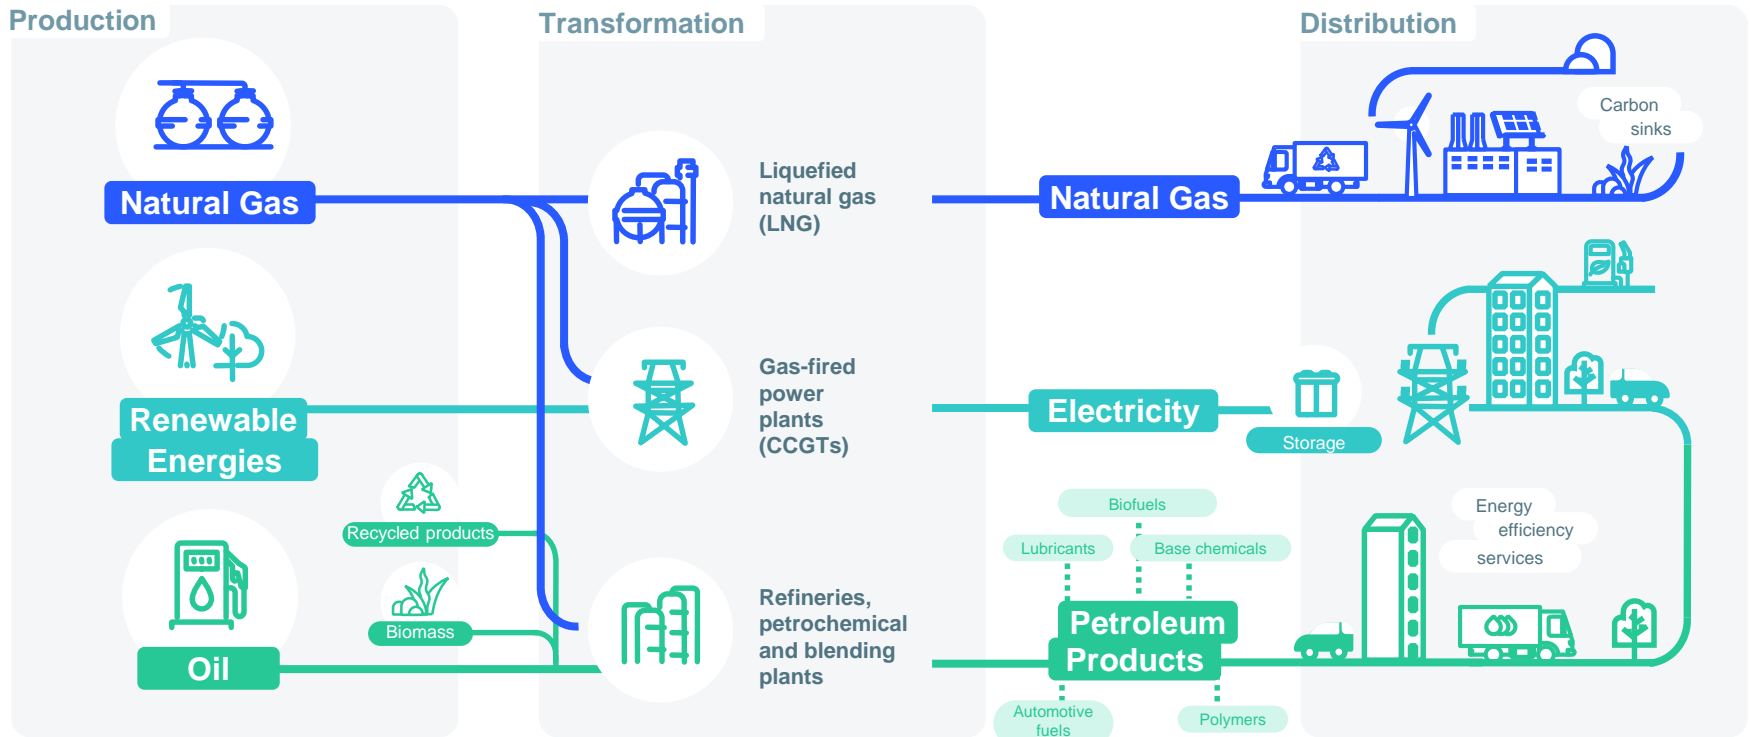 Production
Transformation
Distribution
Natural Gas
Renewable
Energies
Recycled products
Biomass
Oil
Liquefied
natural gas
(LNG)
Gas-fired
power
plants
(CCGTs)
Refineries,
petrochemical
and blending
plants
Natural Gas
Electricity
Storage
Biofuels
Lubricants
Base chemicals
Petroleum
Products
Automotive
fuels
Polymers
Carbon
sinks
Energy
efficiency
services